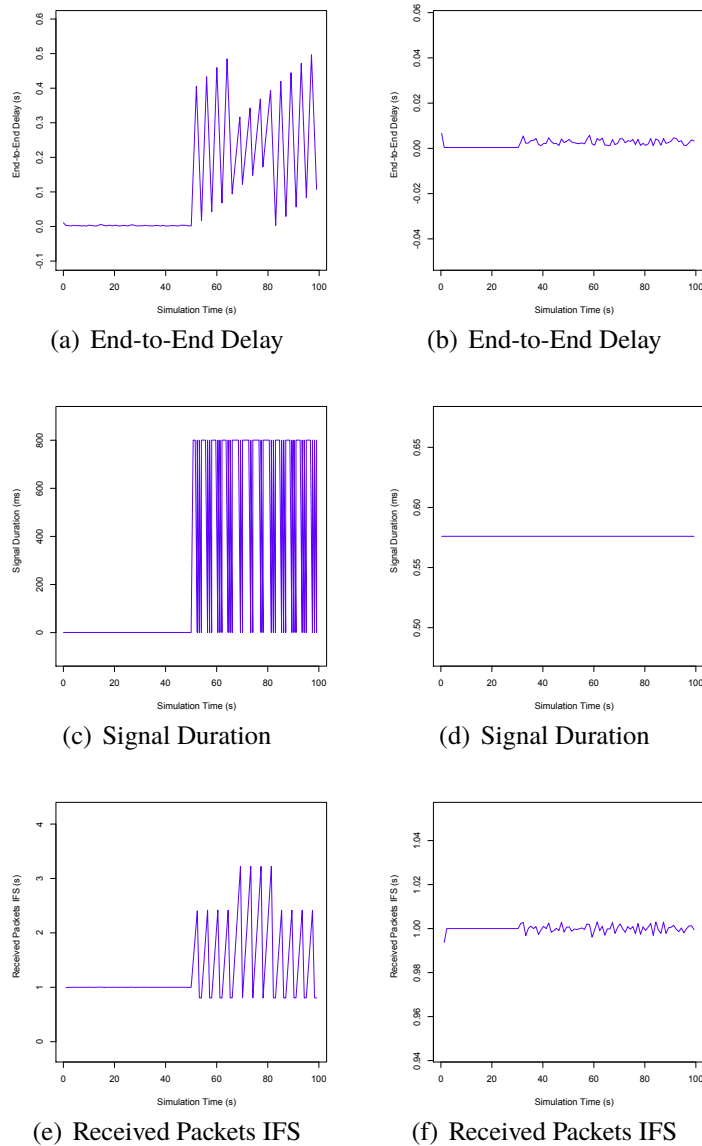 End-to-End Delay (s)
0.6
0.5
0.4
0.3
0.2
0.1
0.0
-0.1
0 20 40 60 80 100
Simulation Time (s)
(a) End-to-End Delay
End-to-End Delay (s)
0.06
0.04
0.02
0.00
-0.02
-0.04
0 20 40 60 80 100
Simulation Time (s)
(b) End-to-End Delay
Signal Duration (ms)
800
600
400
200
0
0 20 40 60 80 100
Simulation Time (s)
(c) Signal Duration
Signal Duration (ms)
0.65
0.60
0.55
0.50
0 20 40 60 80 100
Simulation Time (s)
(d) Signal Duration
Received Packets IFS (s)
4
3
2
1
0
0 20 40 60 80 100
Simulation Time (s)
(e) Received Packets IFS
Received Packets IFS (s)
1.04
1.02
1.00
0.98
0.96
0.94
0 20 40 60 80 100
Simulation Time (s)
(f) Received Packets IFS